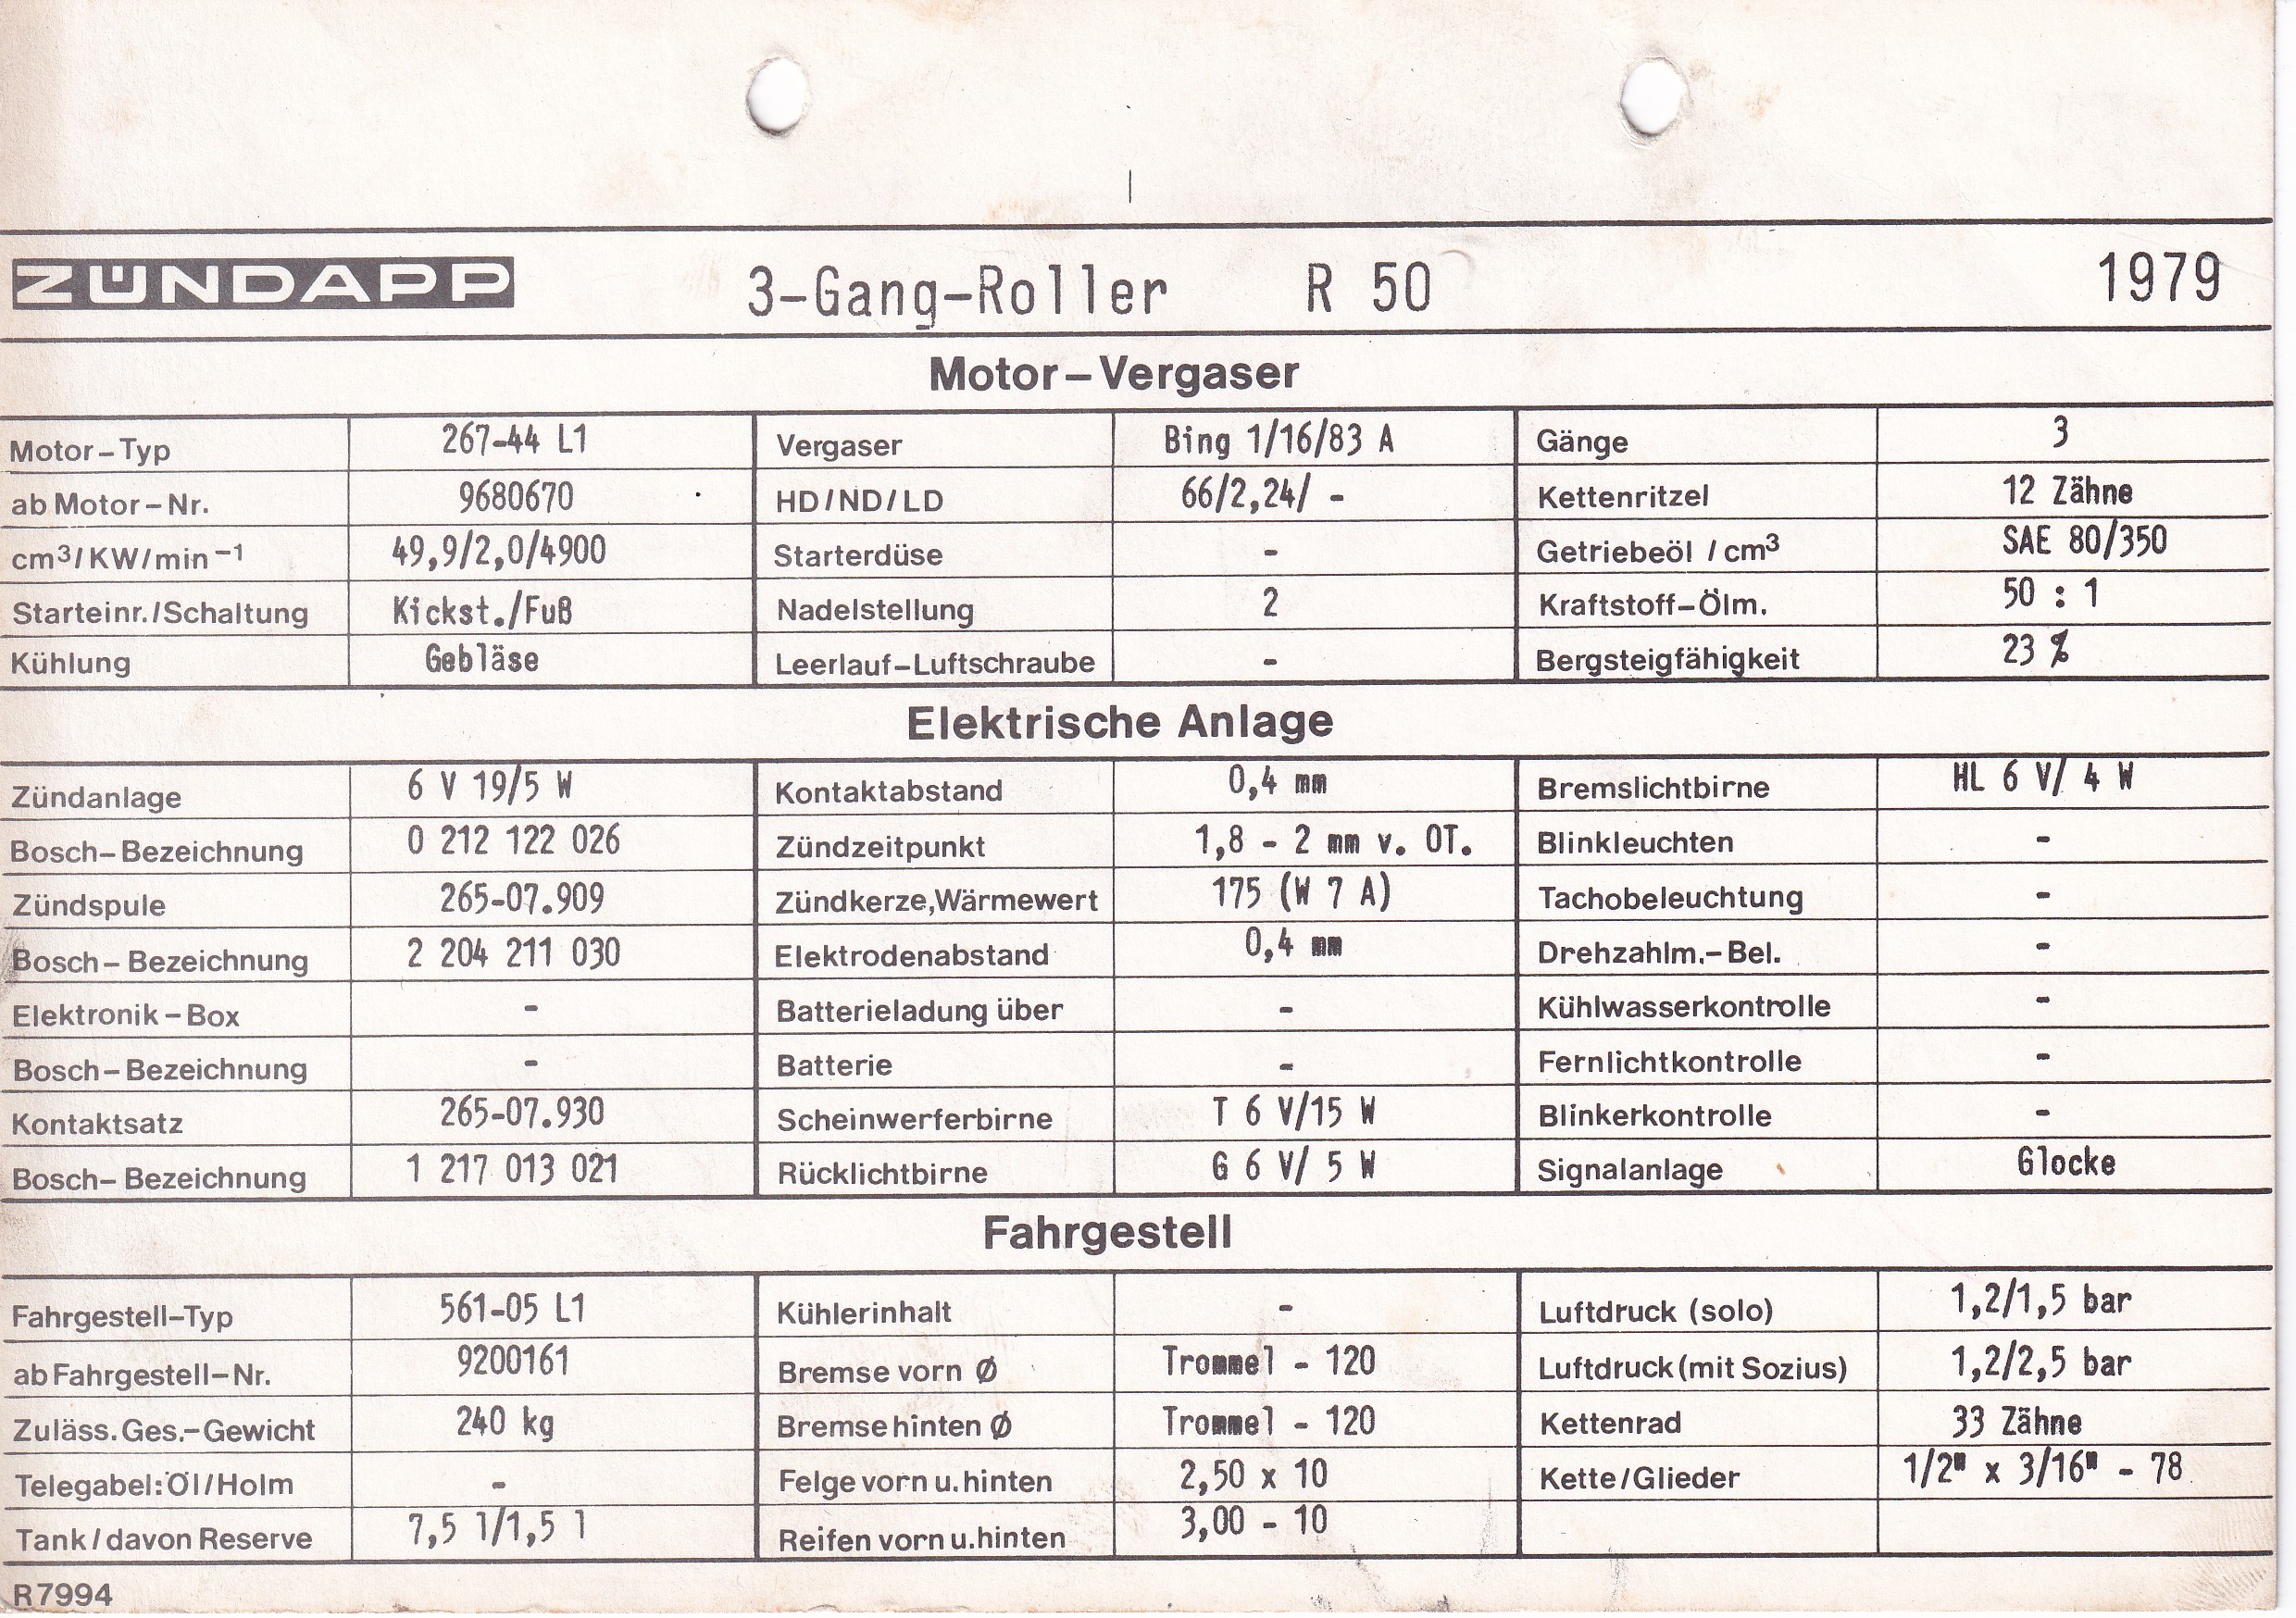 ZÜNDAPP 3-Gang-Roller R 50 1979
Motor–Vergaser
Motor–Typ 267-44 L1 Vergaser Bing 1/16/83 A Gänge 3
ab Motor–Nr. 9680670 HD/ND/LD 66/2,24/ - Kettenritzel 12 Zähne
cm³/KW/min⁻¹ 49,9/2,0/4900 Starterdüse - Getriebeöl / cm³ SAE 80/350
Starteinr./Schaltung Kickst./Fuß Nadelstellung 2 Kraftstoff–Ölm. 50 : 1
Kühlung Gebläse Leerlauf–Luftschraube - Bergsteigfähigkeit 23 %
Elektrische Anlage
Zündanlage 6 V 19/5 W Kontaktabstand 0,4 mm Bremslichtbirne HL 6 V/ 4 W
Bosch–Bezeichnung 0 212 122 026 Zündzeitpunkt 1,8 - 2 mm v. OT. Blinkleuchten -
Zündspule 265-07.909 Zündkerze,Wärmewert 175 (W 7 A) Tachobeleuchtung -
Bosch–Bezeichnung 2 204 211 030 Elektrodenabstand 0,4 mm Drehzahlm.–Bel. -
Elektronik–Box - Batterieladung über - Kühlwasserkontrolle -
Bosch–Bezeichnung - Batterie - Fernlichtkontrolle -
Kontaktsatz 265-07.930 Scheinwerferbirne T 6 V/15 W Blinkerkontrolle -
Bosch–Bezeichnung 1 217 013 021 Rücklichtbirne G 6 V/ 5 W Signalanlage Glocke
Fahrgestell
Fahrgestell–Typ 561-05 L1 Kühlerinhalt - Luftdruck (solo) 1,2/1,5 bar
ab Fahrgestell–Nr. 9200161 Bremse vorn Ø Trommel - 120 Luftdruck (mit Sozius) 1,2/2,5 bar
Zuläss.Ges.–Gewicht 240 kg Bremse hinten Ø Trommel - 120 Kettenrad 33 Zähne
Telegabel:Öl/Holm - Felge vorn u.hinten 2,50 x 10 Kette/Glieder 1/2" x 3/16" - 78
Tank/davon Reserve 7,5 l/1,5 l Reifen vorn u.hinten 3,00 - 10
R7994